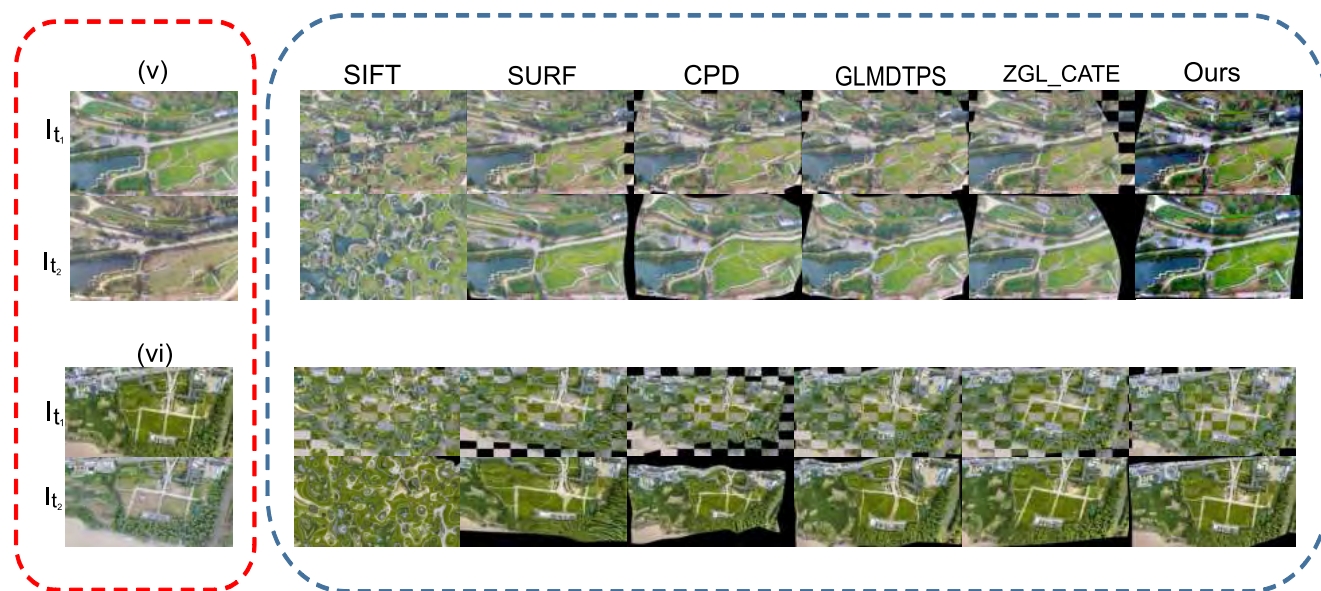 (v)
SIFT SURF CPD GLMDTPS ZGL_CATE Ours
It₁
It₂
(vi)
It₁
It₂